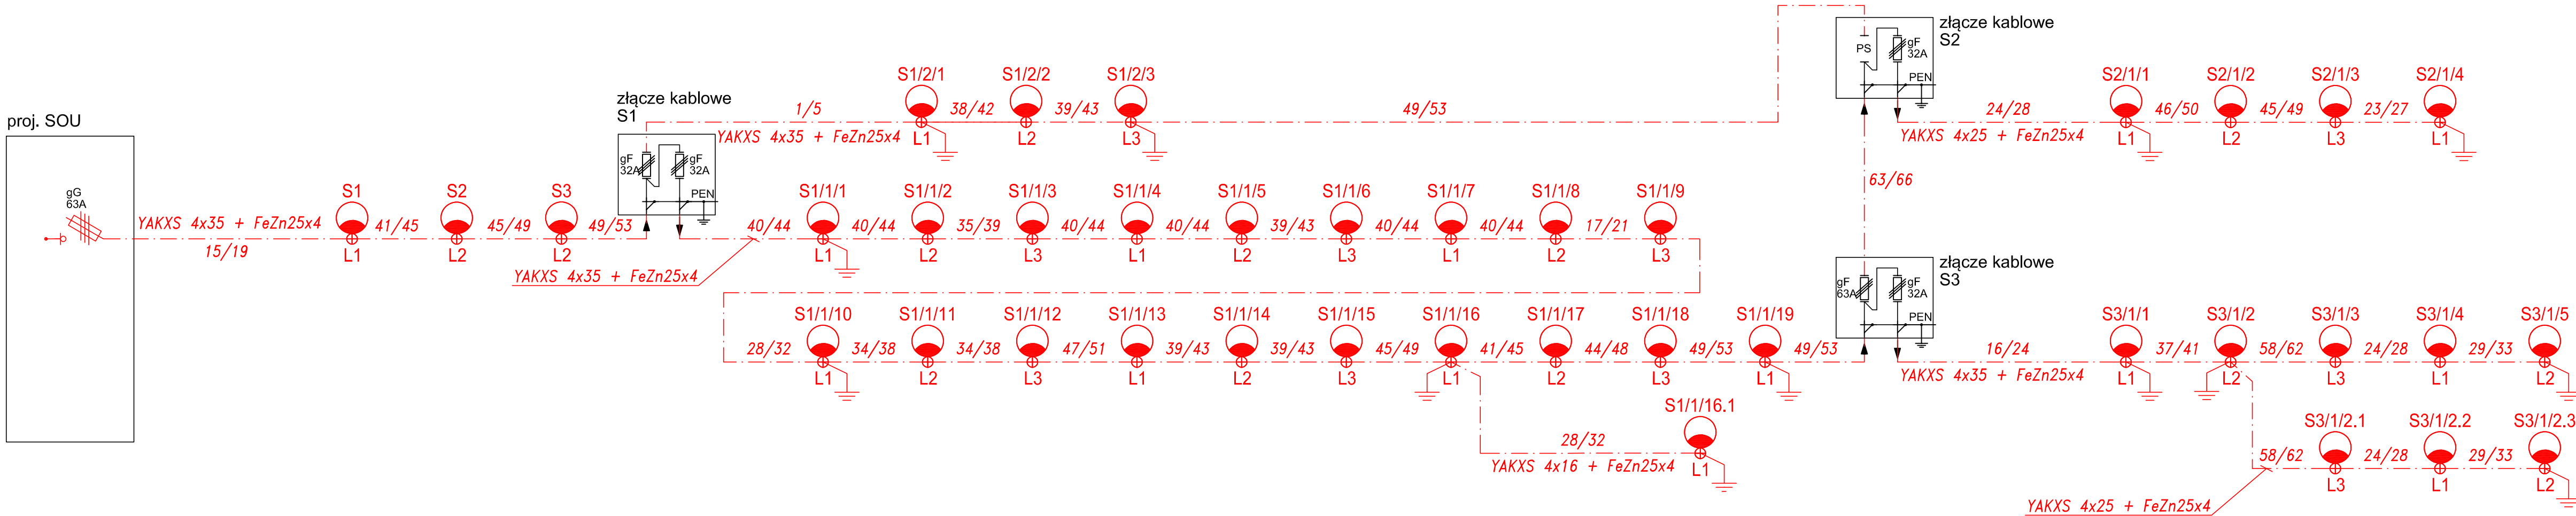 proj. SOU
gG
63A
YAKXS 4x35 + FeZn25x4
15/19
S1
L1
41/45
S2
L2
45/49
S3
L2
49/53
złącze kablowe
S1
gF
32A
gF
32A
PEN
1/5
YAKXS 4x35 + FeZn25x4
S1/2/1
L1
38/42
S1/2/2
L2
39/43
S1/2/3
L3
49/53
złącze kablowe
S2
PS
gF
32A
PEN
24/28
YAKXS 4x25 + FeZn25x4
S2/1/1
L1
46/50
S2/1/2
L2
45/49
S2/1/3
L3
23/27
S2/1/4
L1
63/66
40/44
YAKXS 4x35 + FeZn25x4
S1/1/1
L1
40/44
S1/1/2
L2
35/39
S1/1/3
L3
40/44
S1/1/4
L1
40/44
S1/1/5
L2
39/43
S1/1/6
L3
40/44
S1/1/7
L1
40/44
S1/1/8
L2
17/21
S1/1/9
L3
28/32
S1/1/10
L1
34/38
S1/1/11
L2
34/38
S1/1/12
L3
47/51
S1/1/13
L1
39/43
S1/1/14
L2
39/43
S1/1/15
L3
45/49
S1/1/16
L1
41/45
S1/1/17
L2
44/48
S1/1/18
L3
49/53
S1/1/19
L1
49/53
28/32
YAKXS 4x16 + FeZn25x4
S1/1/16.1
L1
złącze kablowe
S3
gF
63A
gF
32A
PEN
16/24
YAKXS 4x35 + FeZn25x4
S3/1/1
L1
37/41
S3/1/2
L2
58/62
S3/1/3
L3
24/28
S3/1/4
L1
29/33
S3/1/5
L2
58/62
YAKXS 4x25 + FeZn25x4
S3/1/2.1
L3
24/28
S3/1/2.2
L1
29/33
S3/1/2.3
L2